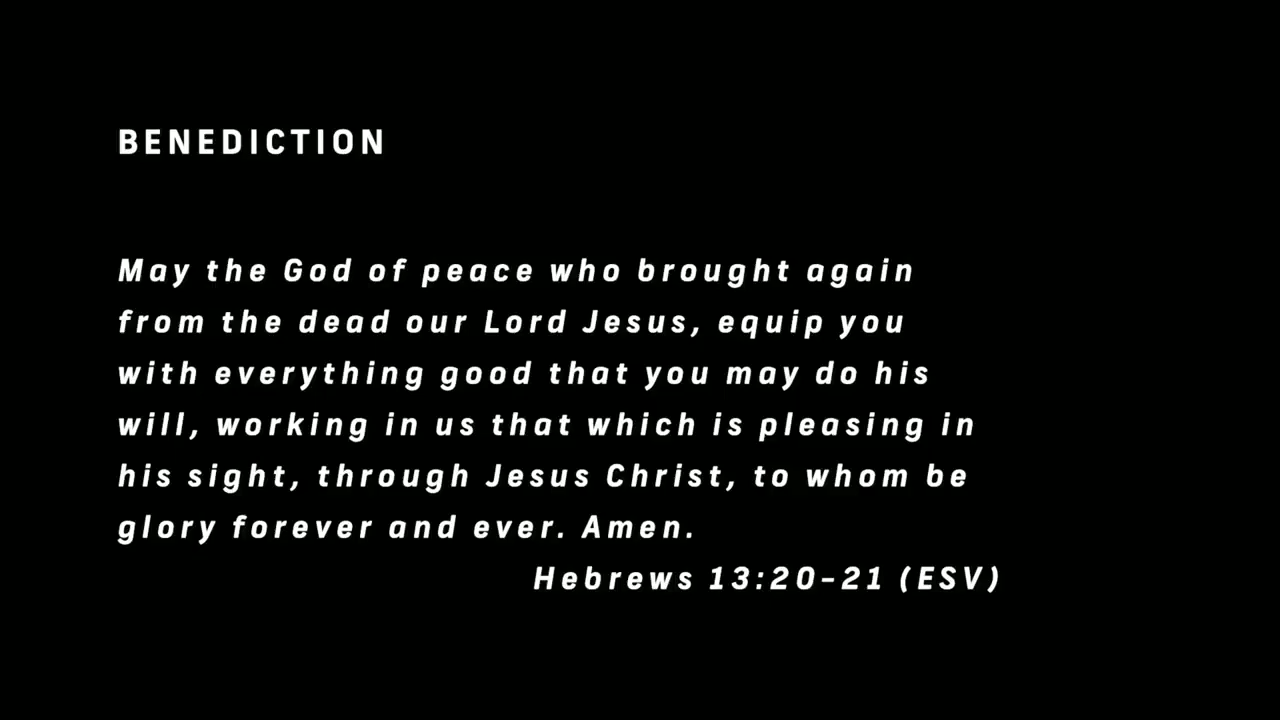 BENEDICTION
May the God of peace who brought again
from the dead our Lord Jesus, equip you
with everything good that you may do his
will, working in us that which is pleasing in
his sight, through Jesus Christ, to whom be
glory forever and ever. Amen.
Hebrews 13:20-21 (ESV)